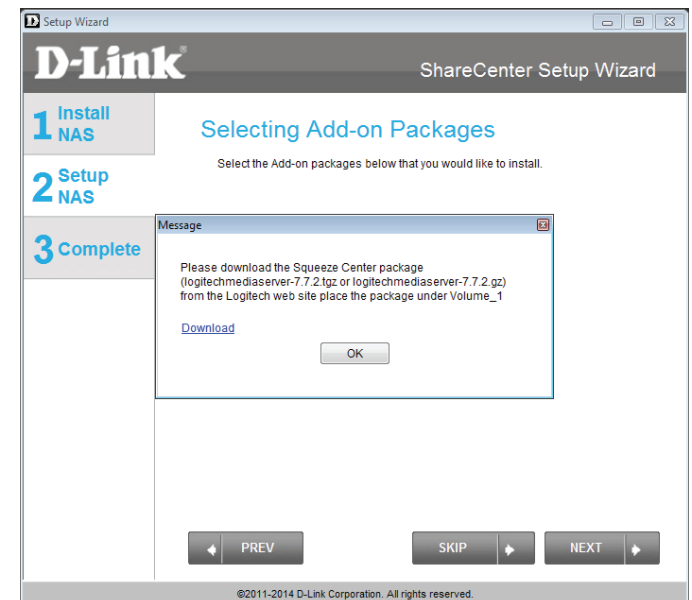 Setup Wizard
D-Link
ShareCenter Setup Wizard
1 Install NAS
2 Setup NAS
3 Complete
Selecting Add-on Packages
Select the Add-on packages below that you would like to install.
Message
Please download the Squeeze Center package
(logitechmediaserver-7.7.2.tgz or logitechmediaserver-7.7.2.gz)
from the Logitech web site place the package under Volume_1
Download
OK
PREV
SKIP
NEXT
©2011-2014 D-Link Corporation. All rights reserved.